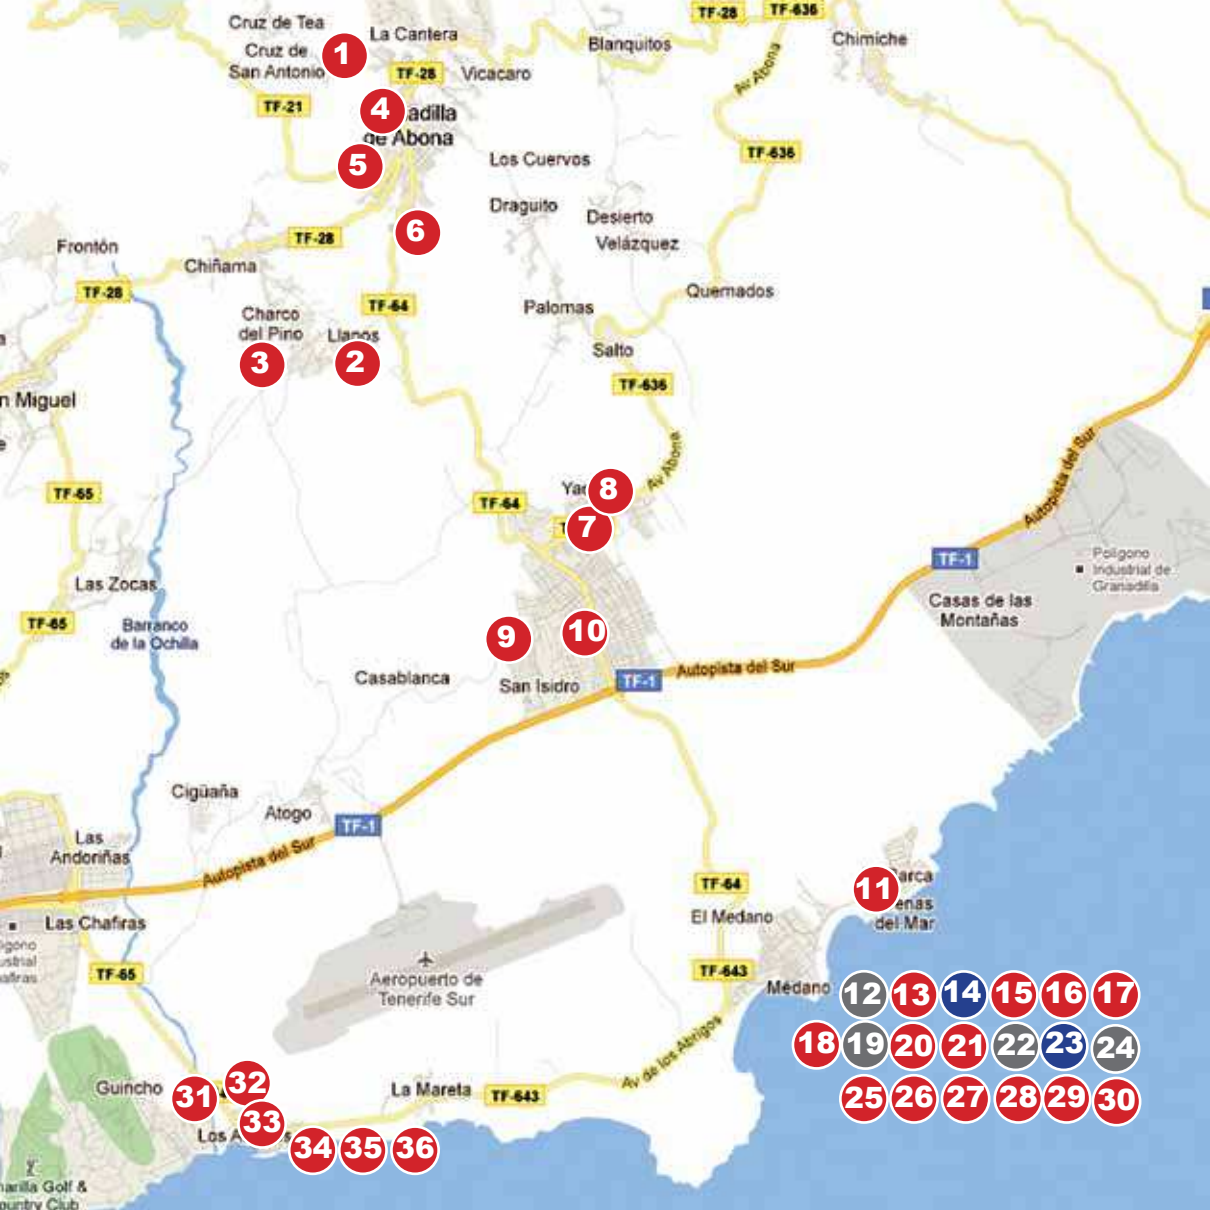 TF-28
TF-636
Cruz de Tea
La Cantera
Chimiche
Blanquitos
Cruz de
San Antonio
1
TF-28
Vicacaro
Av Abona
TF-21
4
adilla
de Abona
TF-636
5
Los Cuervos
Draguito
Desierto
Velázquez
6
TF-28
Frontón
Chiñama
TF-28
Quemados
TF-64
Palomas
Charco
del Pino
Llanos
3
2
Salto
TF-636
n Miguel
Av Abona
TF-65
TF-64
Yac
8
7
Autopista del Sur
TF-1
Polígono
Industrial de
Granadilla
Las Zocas
Casas de las
Montañas
TF-65
Barranco
de la Ochilla
9
10
Casablanca
San Isidro
TF-1
Autopista del Sur
Cigüaña
Atogo
TF-1
Las
Andoriñas
Autopista del Sur
TF-64
11
arca
enas
del Mar
El Medano
Las Chafiras
lígono
ustrial
afiras
TF-65
Aeropuerto de
Tenerife Sur
TF-643
Médano
12 13 14 15 16 17
18 19 20 21 22 23 24
25 26 27 28 29 30
Av de los Abrigos
Guincho
31
32
La Mareta
TF-643
33
Los A
s
34 35 36
arilla Golf &
ountry Club